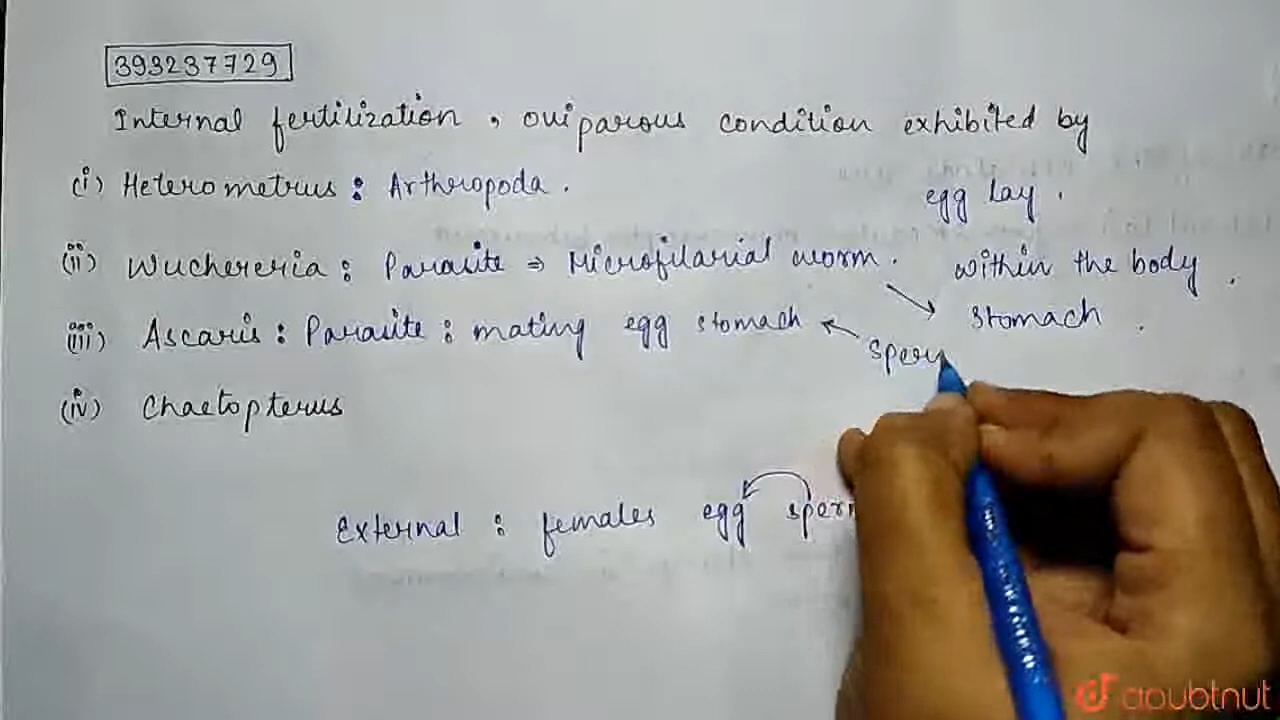 393237729
Internal fertilization, oviparous condition exhibited by
(i) Heterometrus : Arthropoda.
egg lay.
(ii) Wuchereria : Parasite ⇒ Microfilarial worm.
within the body.
stomach.
(iii) Ascaris : Parasite : mating egg stomach
sperm
(iv) Chaetopterus
External : females egg sperm
doubtnut